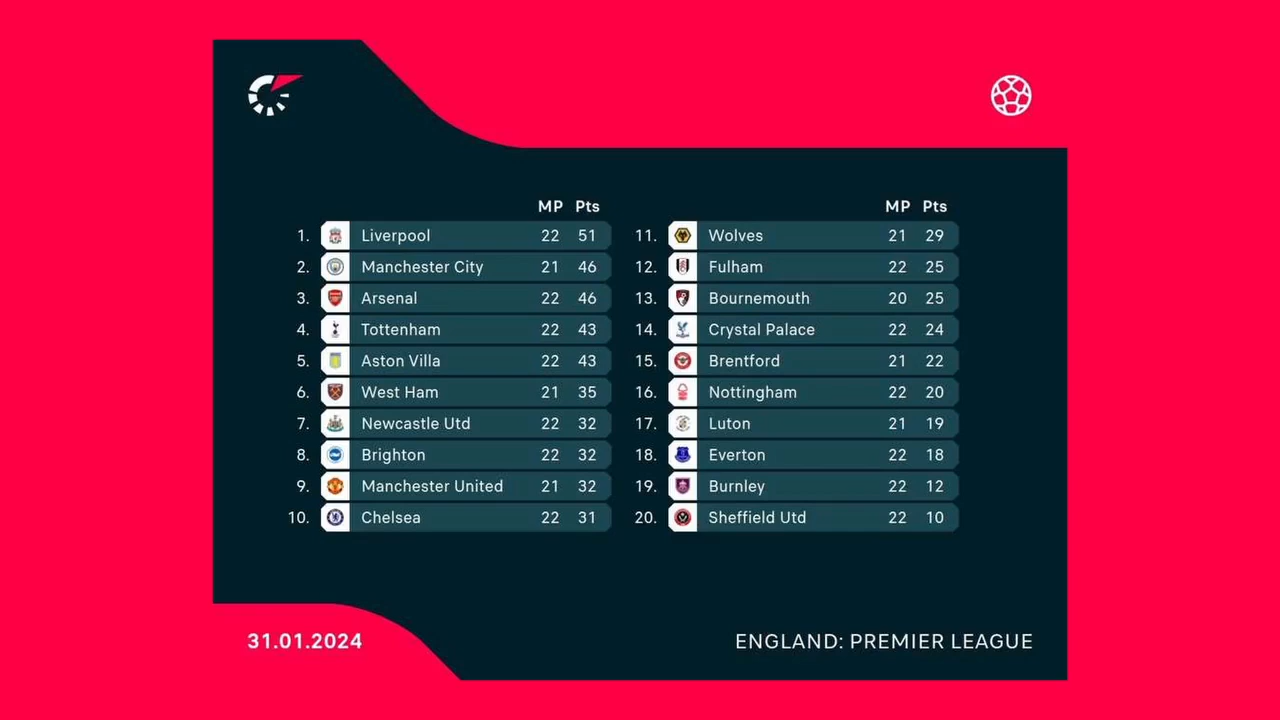 MP Pts
1. Liverpool 22 51
2. Manchester City 21 46
3. Arsenal 22 46
4. Tottenham 22 43
5. Aston Villa 22 43
6. West Ham 21 35
7. Newcastle Utd 22 32
8. Brighton 22 32
9. Manchester United 21 32
10. Chelsea 22 31
MP Pts
11. Wolves 21 29
12. Fulham 22 25
13. Bournemouth 20 25
14. Crystal Palace 22 24
15. Brentford 21 22
16. Nottingham 22 20
17. Luton 21 19
18. Everton 22 18
19. Burnley 22 12
20. Sheffield Utd 22 10
31.01.2024
ENGLAND: PREMIER LEAGUE